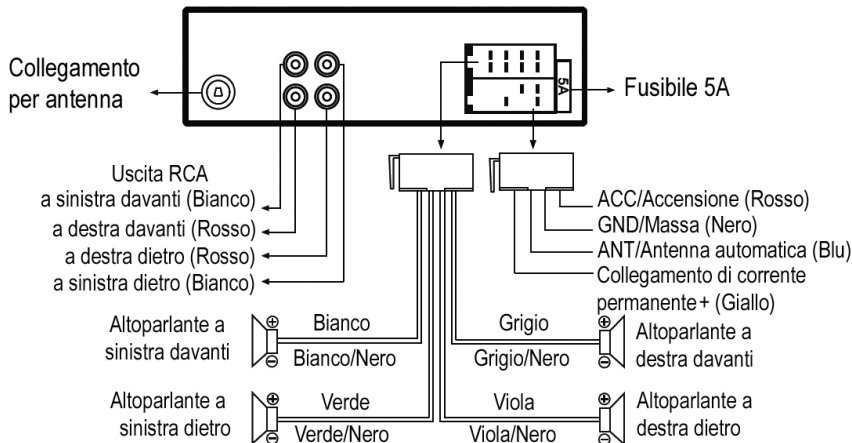 Collegamento
per antenna
5A
Fusibile 5A
Uscita RCA
a sinistra davanti (Bianco)
a destra davanti (Rosso)
a destra dietro (Rosso)
a sinistra dietro (Bianco)
ACC/Accensione (Rosso)
GND/Massa (Nero)
ANT/Antenna automatica (Blu)
Collegamento di corrente
permanente+ (Giallo)
Altoparlante a
sinistra davanti
Bianco
Bianco/Nero
Grigio
Grigio/Nero
Altoparlante a
destra davanti
Altoparlante a
sinistra dietro
Verde
Verde/Nero
Viola
Viola/Nero
Altoparlante a
destra dietro